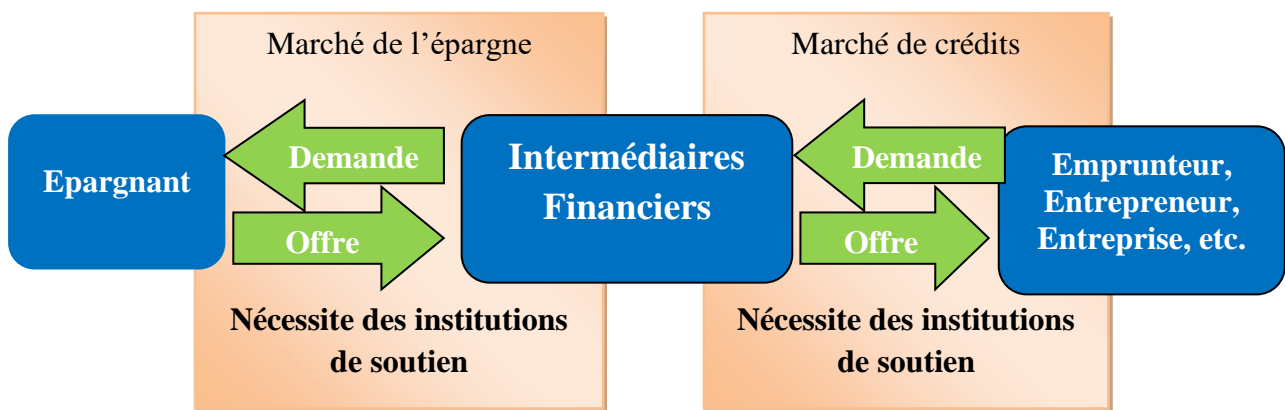 Marché de l’épargne
Marché de crédits
Epargnant
Demande
Offre
Intermédiaires
Financiers
Demande
Offre
Emprunteur,
Entrepreneur,
Entreprise, etc.
Nécessite des institutions
de soutien
Nécessite des institutions
de soutien